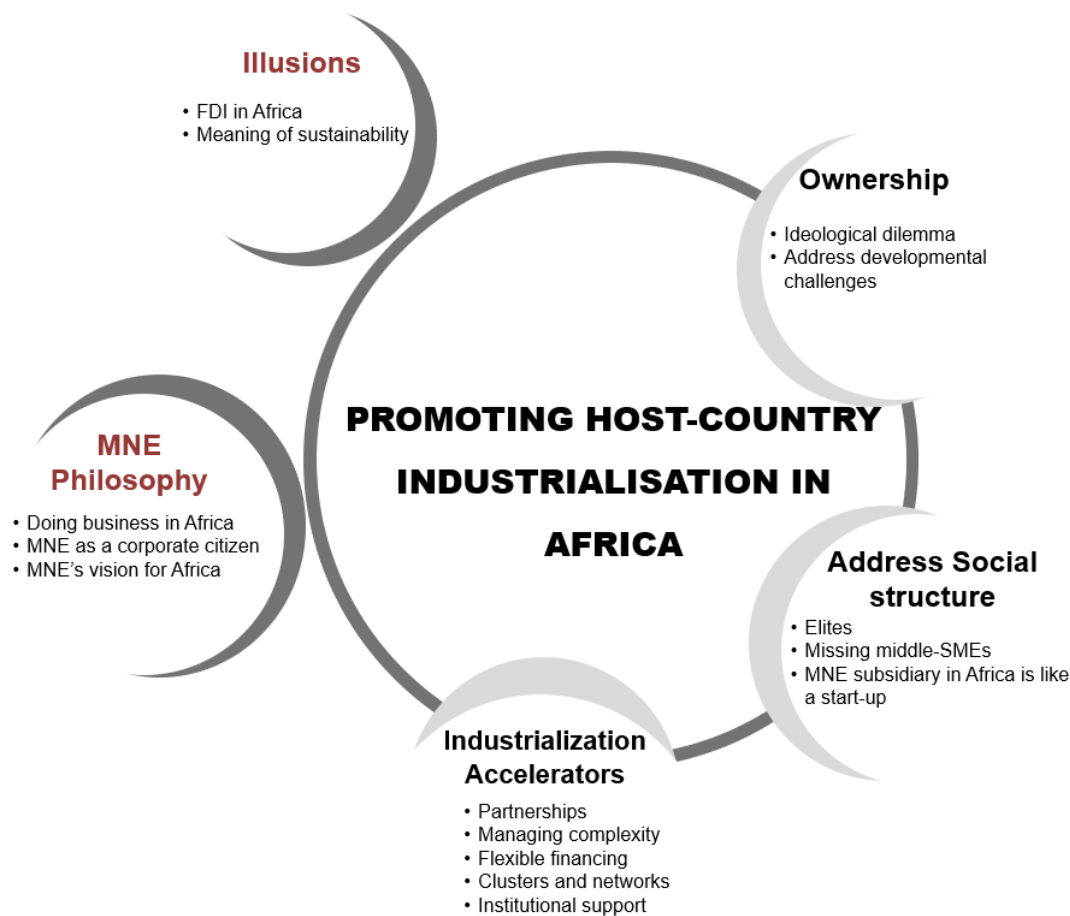 Illusions
• FDI in Africa
• Meaning of sustainability
Ownership
• Ideological dilemma
• Address developmental
challenges
PROMOTING HOST-COUNTRY
INDUSTRIALISATION IN
AFRICA
MNE
Philosophy
• Doing business in Africa
• MNE as a corporate citizen
• MNE's vision for Africa
Address Social
structure
• Elites
• Missing middle-SMEs
• MNE subsidiary in Africa is like
a start-up
Industrialization
Accelerators
• Partnerships
• Managing complexity
• Flexible financing
• Clusters and networks
• Institutional support